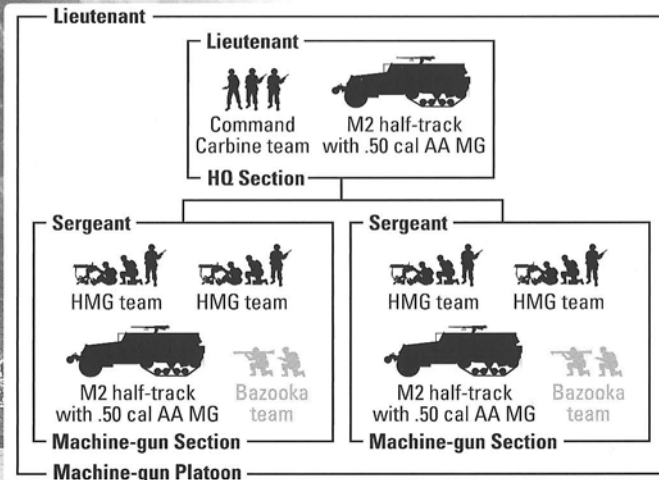 Lieutenant
Lieutenant
Command
Carbine team
M2 half-track
with .50 cal AA MG
HQ Section
Sergeant
HMG team
HMG team
M2 half-track
with .50 cal AA MG
Bazooka
team
Machine-gun Section
Sergeant
HMG team
HMG team
M2 half-track
with .50 cal AA MG
Bazooka
team
Machine-gun Section
Machine-gun Platoon